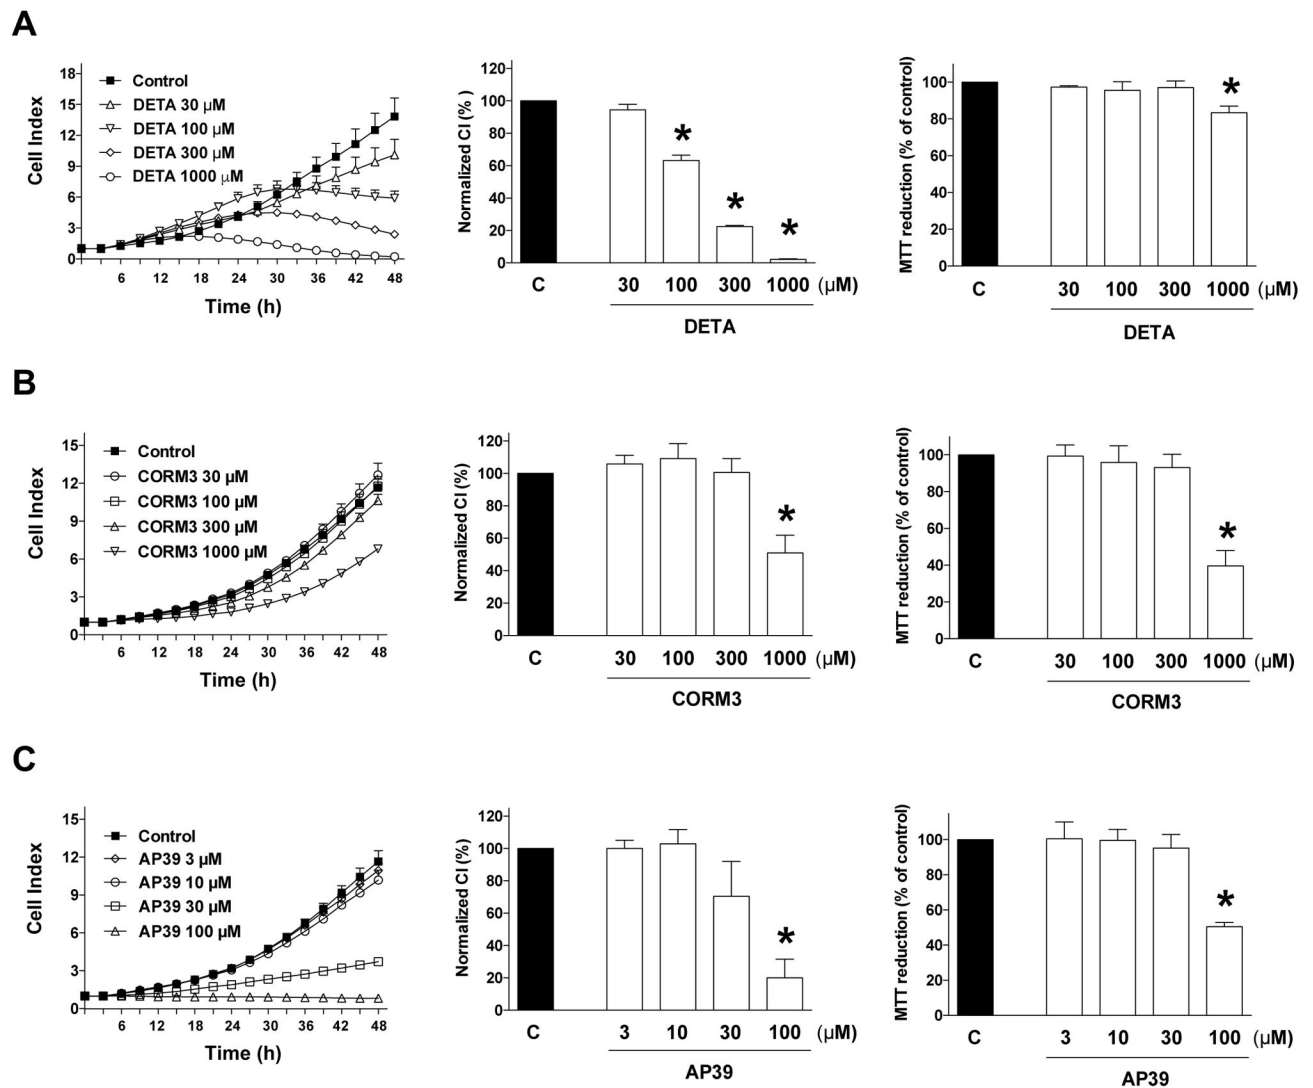 A
Cell Index
18
15
12
9
6
3
0
Control
DETA 30 µM
DETA 100 µM
DETA 300 µM
DETA 1000 µM
6 12 18 24 30 36 42 48
Time (h)
Normalized CI (%)
120
100
80
60
40
20
0
* * *
C 30 100 300 1000 (µM)
DETA
MTT reduction (% of control)
100
80
60
40
20
0
*
C 30 100 300 1000 (µM)
DETA
B
Cell Index
15
12
9
6
3
0
Control
CORM3 30 µM
CORM3 100 µM
CORM3 300 µM
CORM3 1000 µM
6 12 18 24 30 36 42 48
Time (h)
Normalized CI (%)
120
100
80
60
40
20
0
*
C 30 100 300 1000 (µM)
CORM3
MTT reduction (% of control)
100
80
60
40
20
0
*
C 30 100 300 1000 (µM)
CORM3
C
Cell Index
15
12
9
6
3
0
Control
AP39 3 µM
AP39 10 µM
AP39 30 µM
AP39 100 µM
6 12 18 24 30 36 42 48
Time (h)
Normalized CI (%)
120
100
80
60
40
20
0
*
C 3 10 30 100 (µM)
AP39
MTT reduction (% of control)
100
80
60
40
20
0
*
C 3 10 30 100 (µM)
AP39